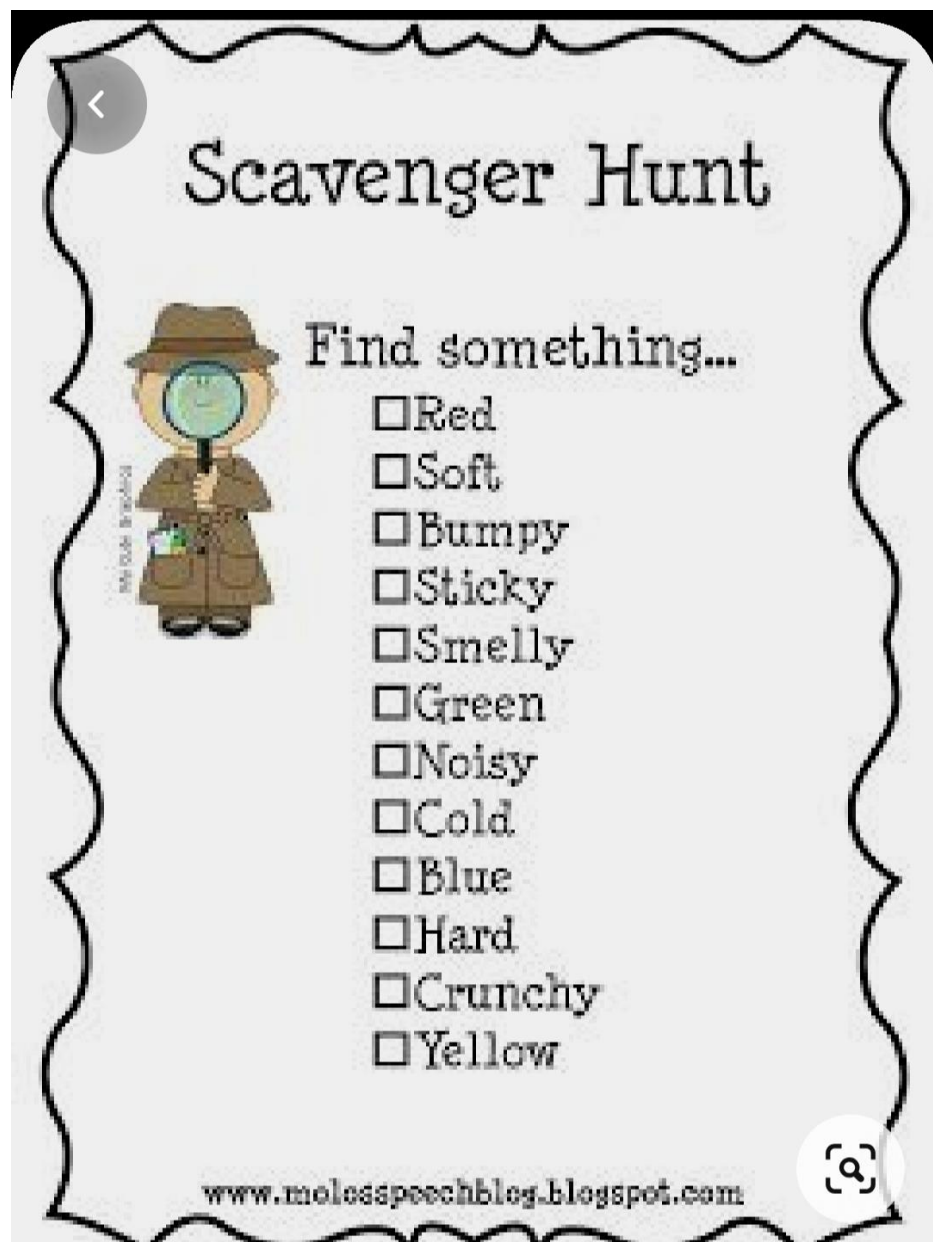 Scavenger Hunt
Find something...
Red
Soft
Bumpy
Sticky
Smelly
Green
Noisy
Cold
Blue
Hard
Crunchy
Yellow
www.molosspeechblog.blogspot.com